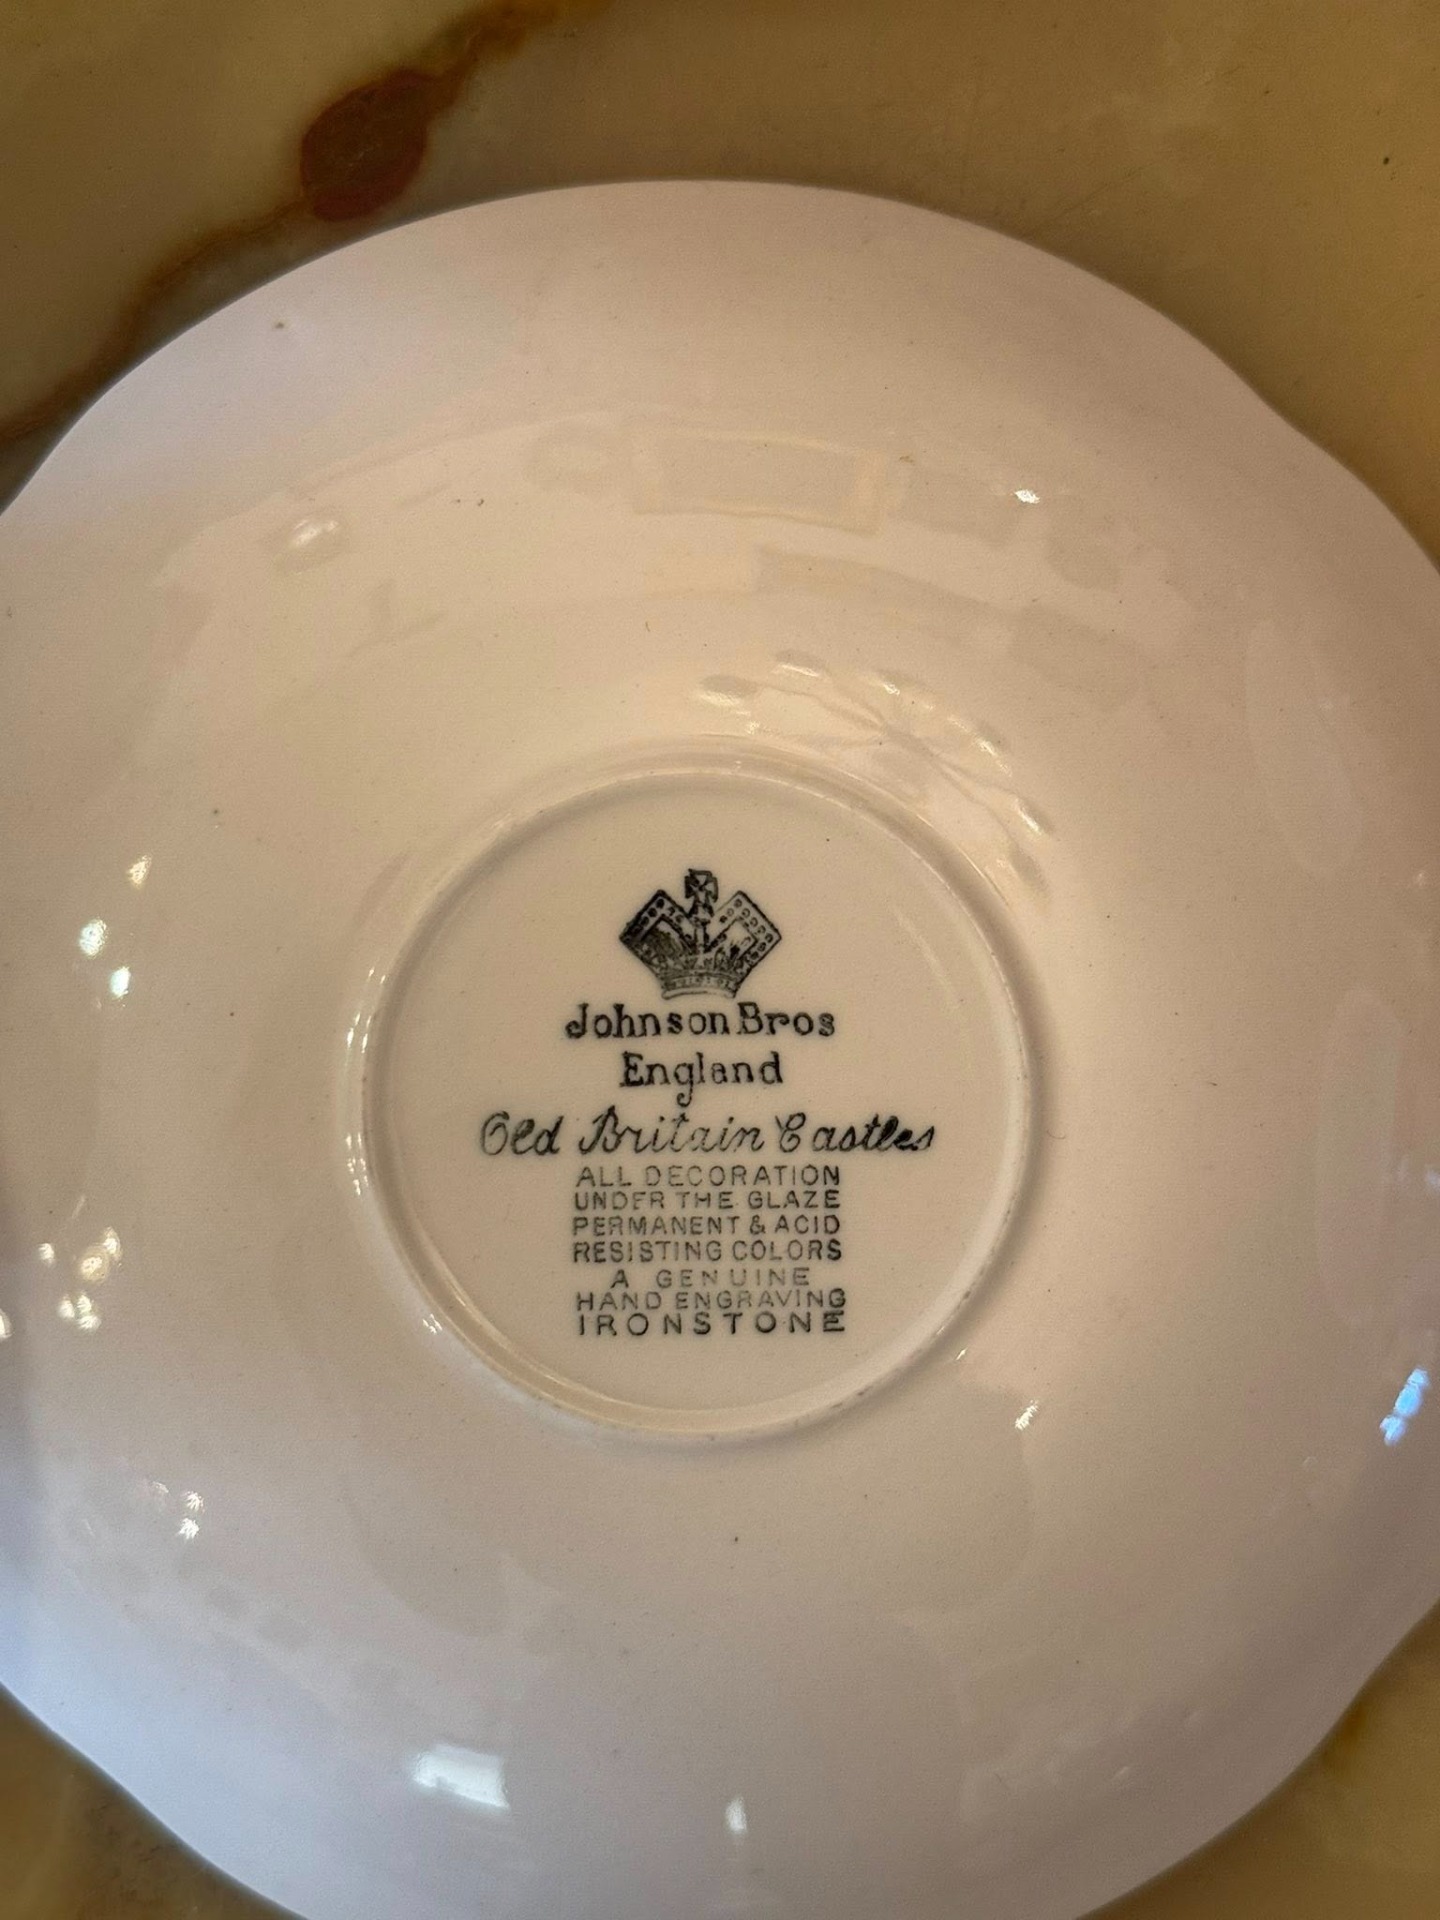 Johnson Bros
England
Old Britain Castles
ALL DECORATION
UNDER THE GLAZE
PERMANENT & ACID
RESISTING COLORS
A GENUINE
HAND ENGRAVING
IRONSTONE